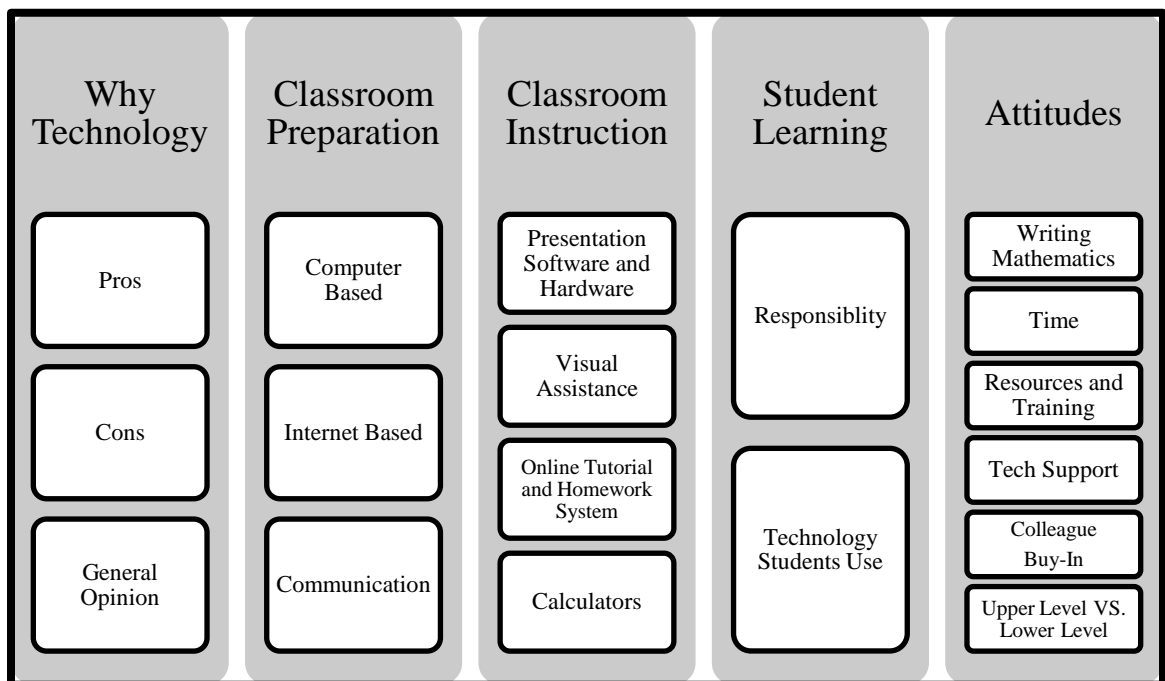 Why
Technology
Pros
Cons
General
Opinion
Classroom
Preparation
Computer
Based
Internet Based
Communication
Classroom
Instruction
Presentation
Software and
Hardware
Visual
Assistance
Online Tutorial
and Homework
System
Calculators
Student
Learning
Responsiblity
Technology
Students Use
Attitudes
Writing
Mathematics
Time
Resources and
Training
Tech Support
Colleague
Buy-In
Upper Level VS.
Lower Level